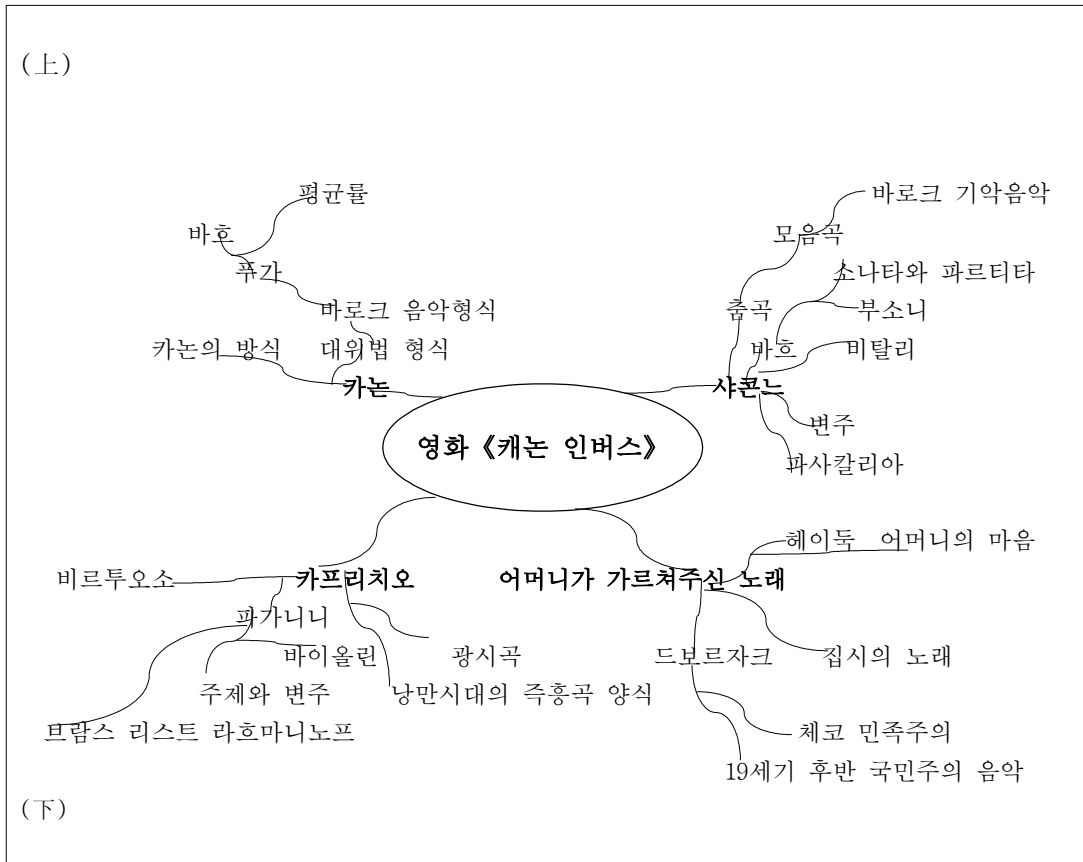 (上)
평균률
바로크 기악음악
바흐
모음곡
푸가
소나타와 파르티타
바로크 음악형식
춤곡
부소니
카논의 방식
대위법 형식
바흐
비탈리
카논
샤콘느
변주
영화《캐논 인버스》
파사칼리아
헤이둑 어머니의 마음
비르투오소
카프리치오
어머니가 가르쳐주신 노래
파가니니
바이올린
광시곡
드보르자크
집시의 노래
주제와 변주
낭만시대의 즉흥곡 양식
브람스 리스트 라흐마니노프
체코 민족주의
19세기 후반 국민주의 음악
(下)